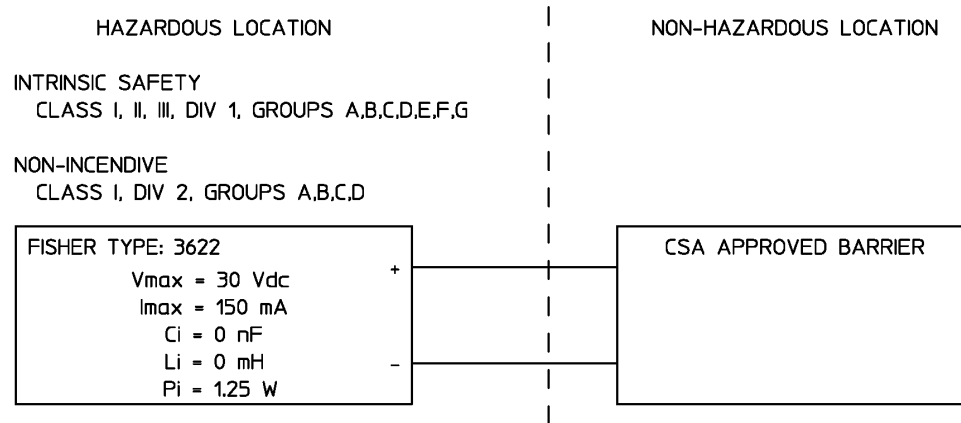 HAZARDOUS LOCATION
NON-HAZARDOUS LOCATION
INTRINSIC SAFETY
CLASS I, II, III, DIV 1, GROUPS A,B,C,D,E,F,G
NON-INCENDIVE
CLASS I, DIV 2, GROUPS A,B,C,D
FISHER TYPE: 3622
Vmax = 30 Vdc
Imax = 150 mA
Ci = 0 nF
Li = 0 mH
Pi = 1.25 W
+
-
CSA APPROVED BARRIER